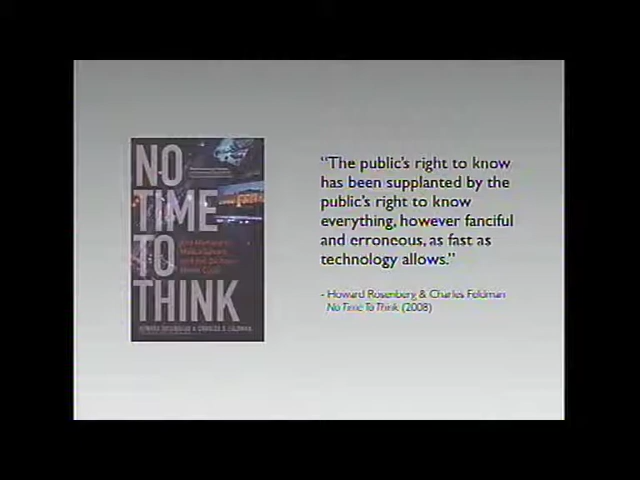 NO
TIME
TO
THINK
"The public's right to know
has been supplanted by the
public's right to know
everything, however fanciful
and erroneous, as fast as
technology allows."
- Howard Rosenberg & Charles Feldman
No Time To Think (2008)